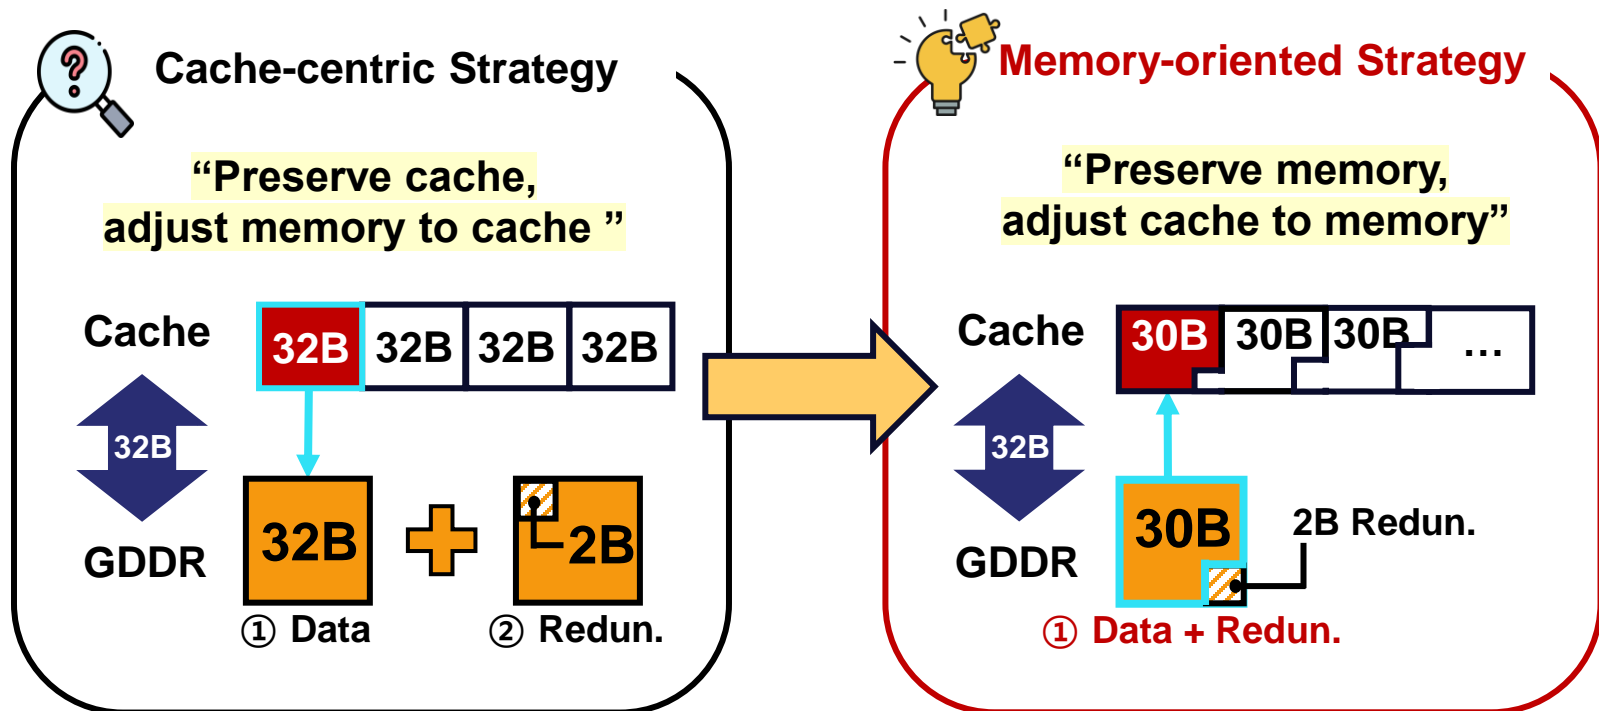 ?
Cache-centric Strategy
“Preserve cache,
adjust memory to cache ”
Cache
32B 32B 32B 32B
32B
GDDR
32B
2B
① Data
② Redun.
Memory-oriented Strategy
“Preserve memory,
adjust cache to memory”
Cache
30B 30B 30B ...
32B
GDDR
30B
2B Redun.
① Data + Redun.